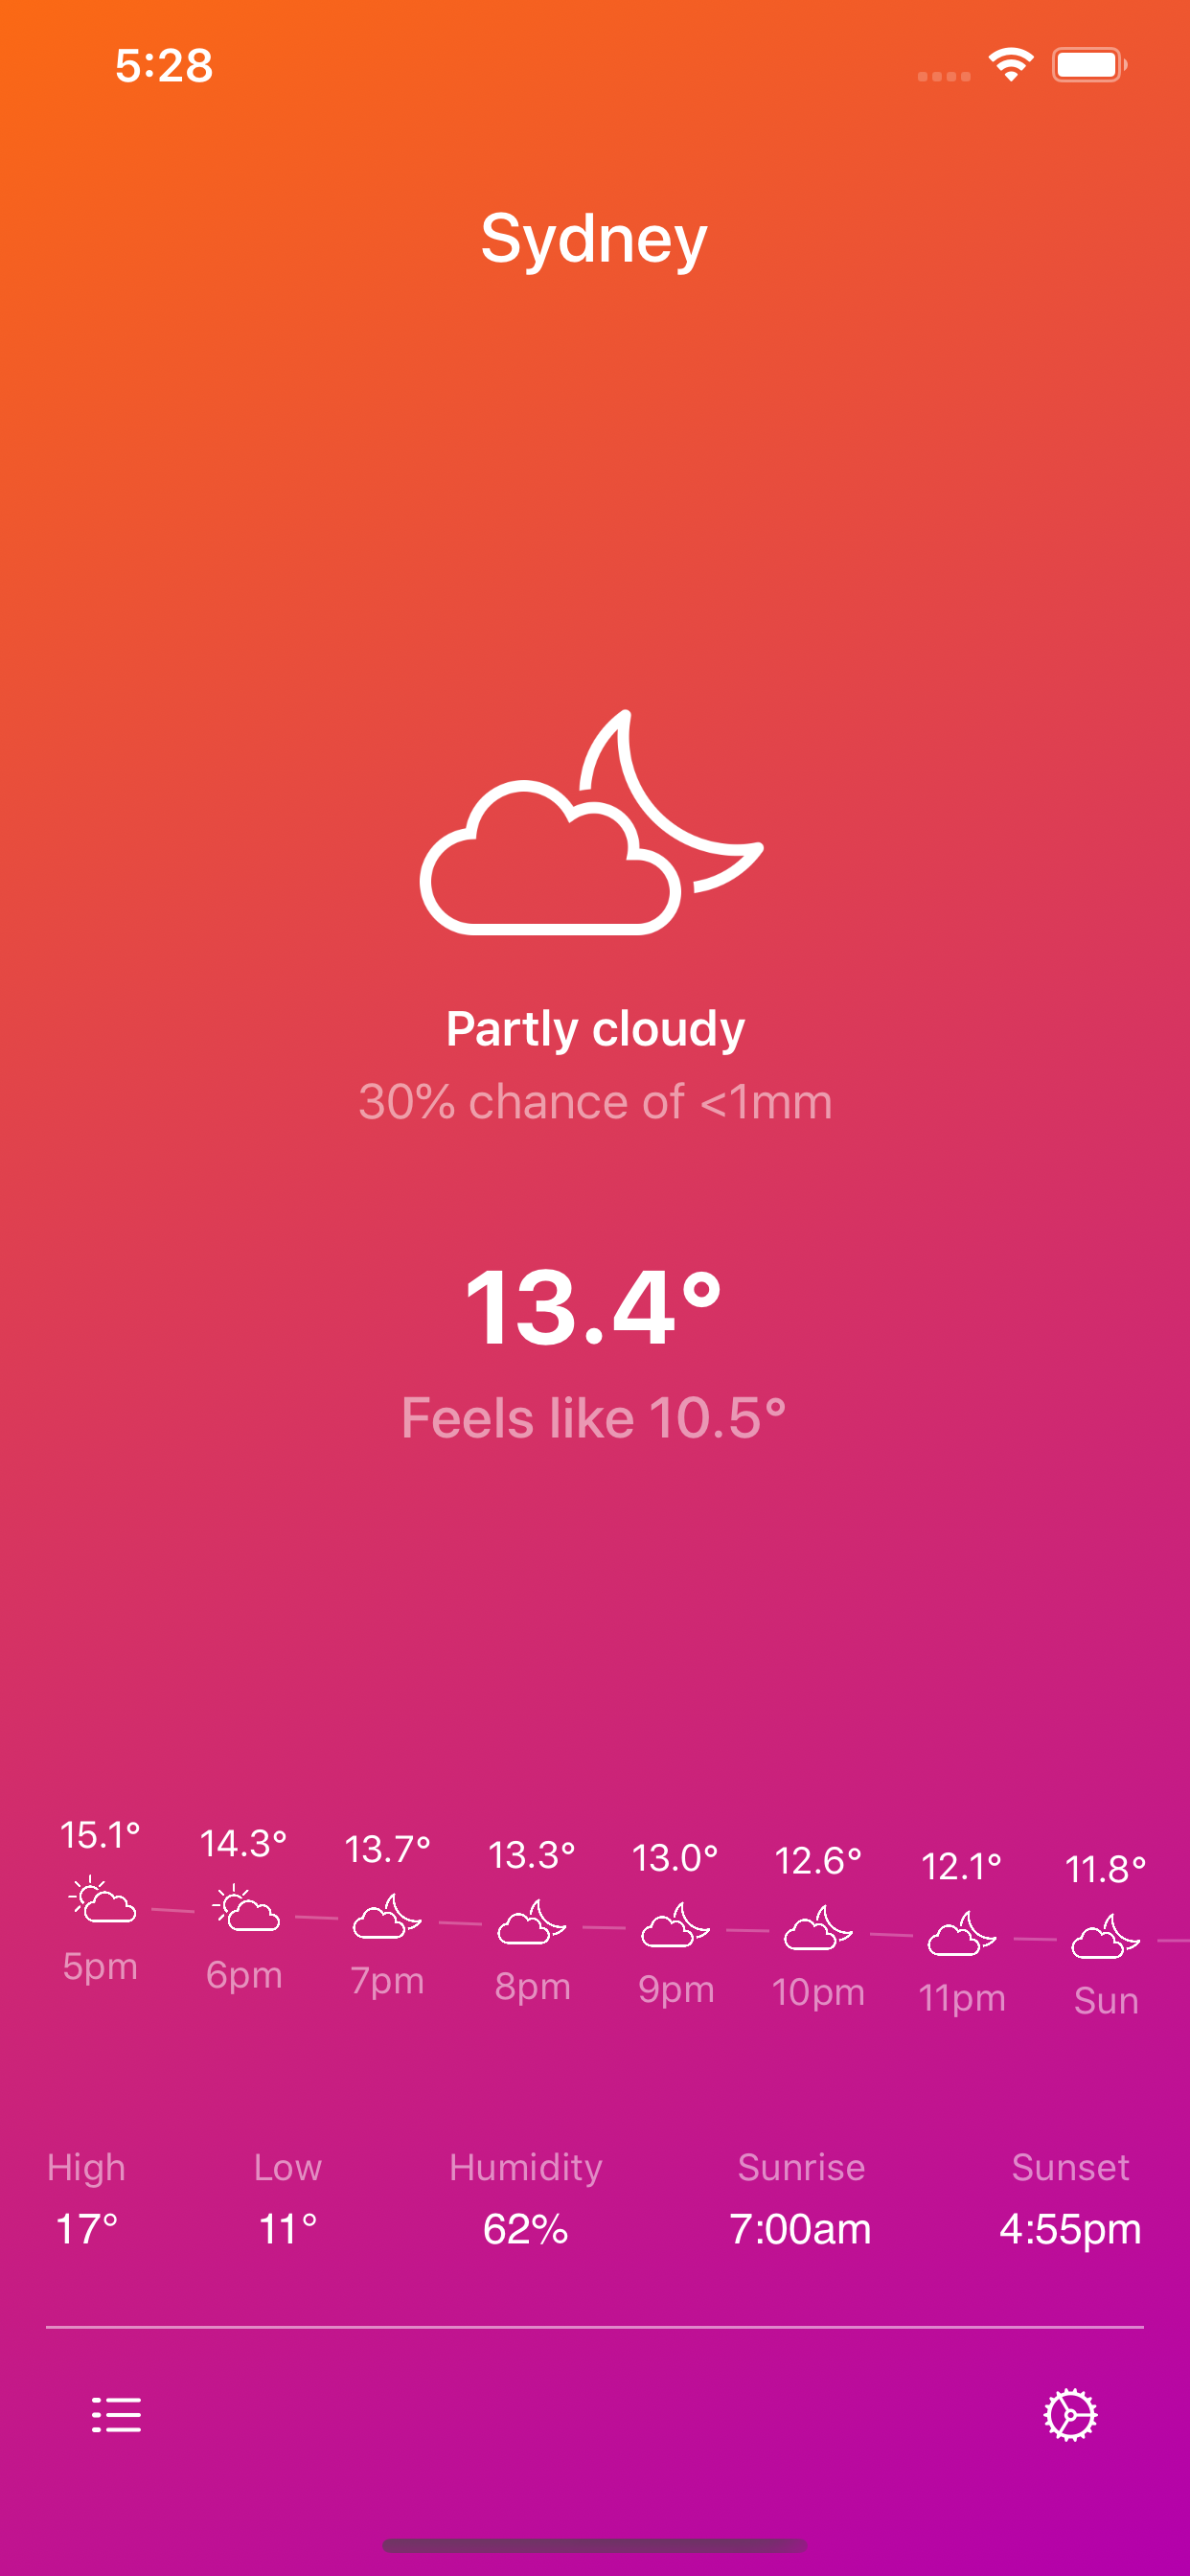 5:28
Sydney
Partly cloudy
30% chance of <1mm
13.4°
Feels like 10.5°
15.1° 14.3° 13.7° 13.3° 13.0° 12.6° 12.1° 11.8°
5pm 6pm 7pm 8pm 9pm 10pm 11pm Sun
High Low Humidity Sunrise Sunset
17° 11° 62% 7:00am 4:55pm